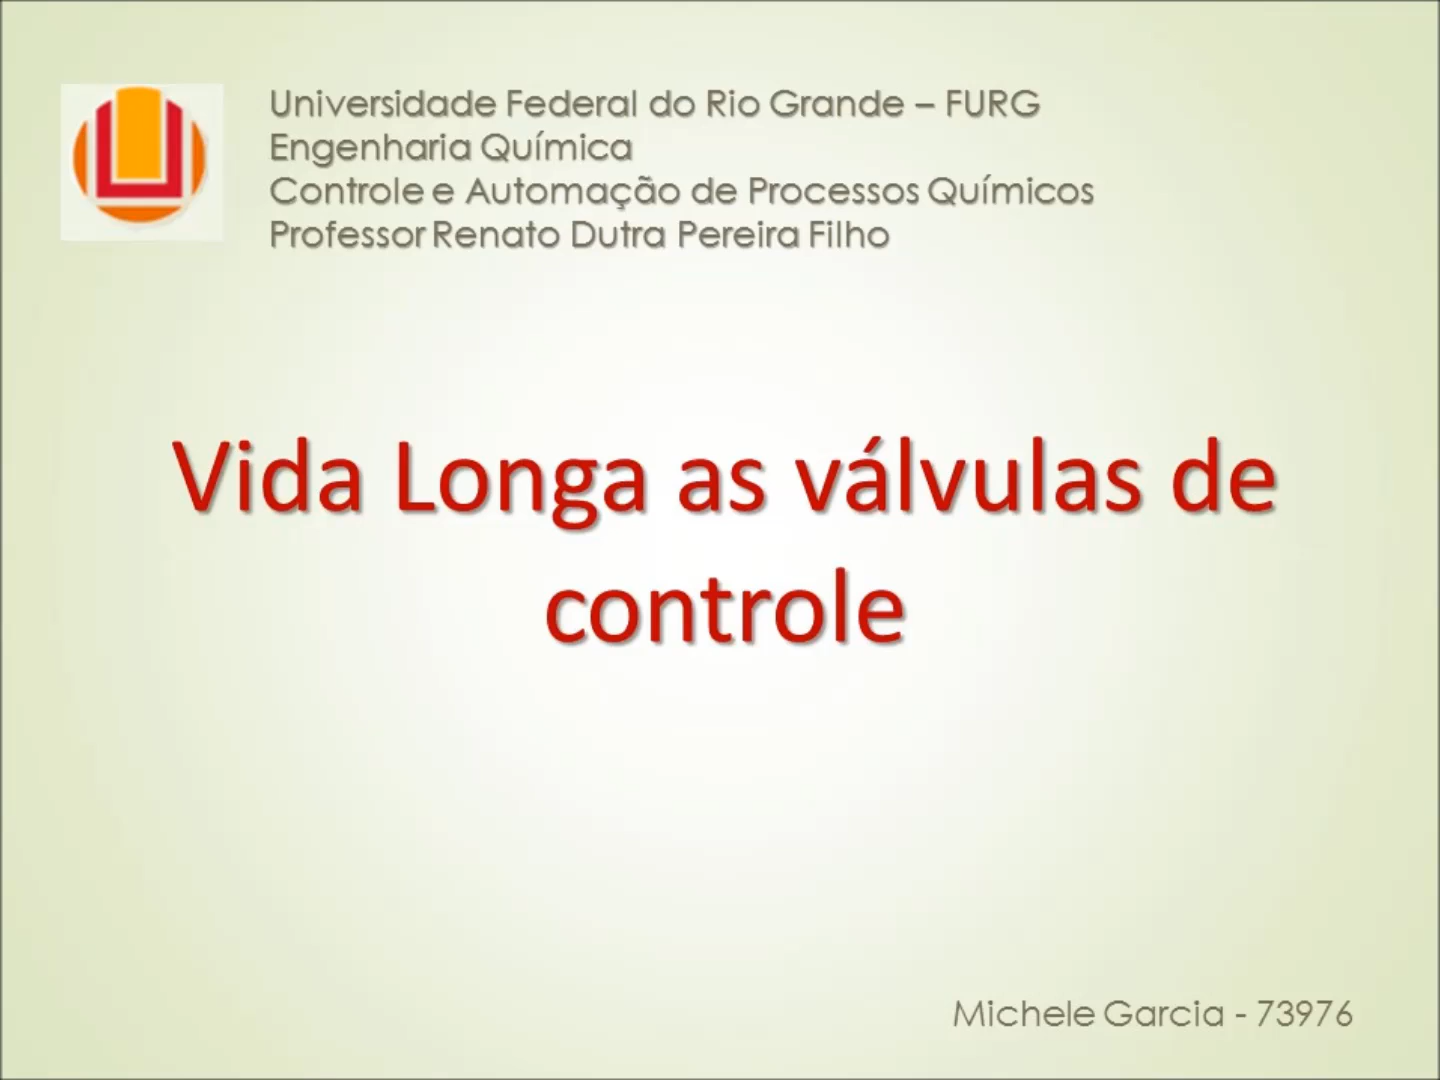 Universidade Federal do Rio Grande – FURG
Engenharia Química
Controle e Automação de Processos Químicos
Professor Renato Dutra Pereira Filho
Vida Longa as válvulas de
controle
Michele Garcia - 73976